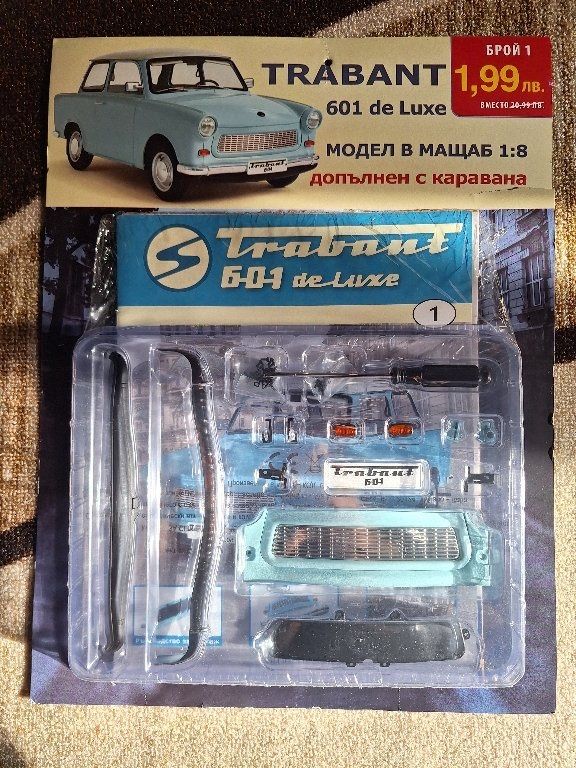 БРОЙ 1
TRABANT
1,99 лв.
ВМЕСТО 20,99 ЛВ.
601 de Luxe
МОДЕЛ В МАЩАБ 1:8
допълнен с каравана
Trabant
601 de Luxe
1
Trabant
601